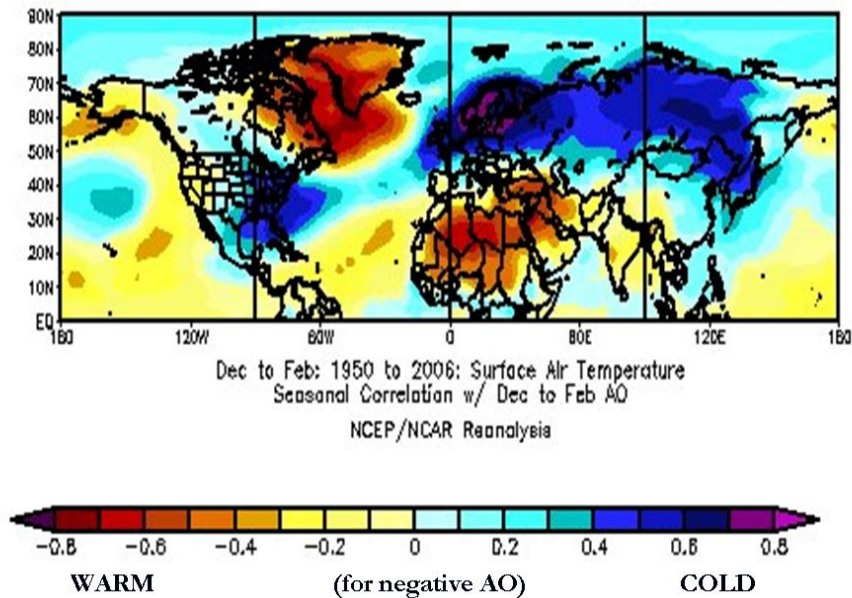 90N
80N
70N
60N
50N
40N
30N
20N
10N
EQ
180 120W 60W 0 60E 120E 180
Dec to Feb: 1950 to 2006: Surface Air Temperature
Seasonal Correlation w/ Dec to Feb AO
NCEP/NCAR Reanalysis
-0.8 -0.6 -0.4 -0.2 0 0.2 0.4 0.6 0.8
WARM (for negative AO) COLD